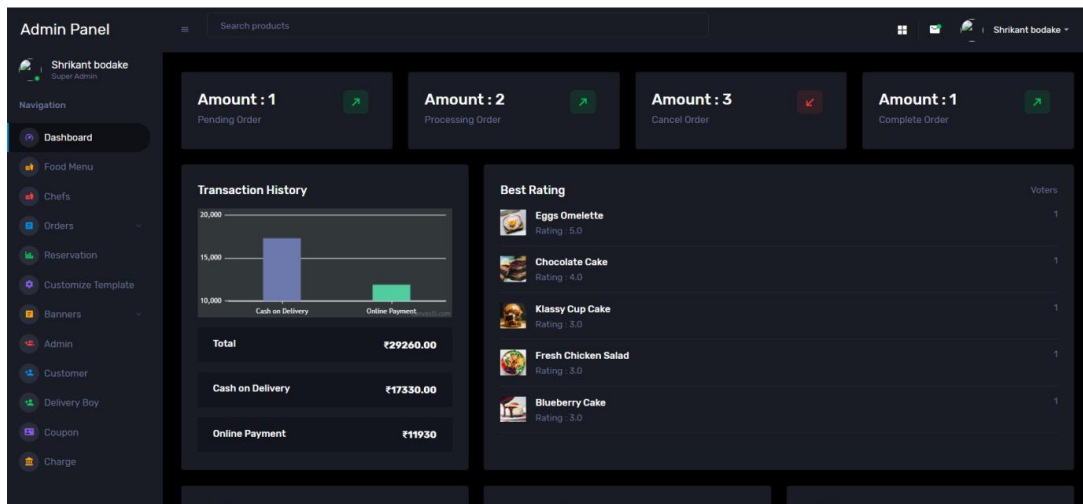 Admin Panel
Search products
Shrikant bodake
Shrikant bodake
Super Admin
Navigation
Dashboard
Food Menu
Chefs
Orders
Reservation
Customize Template
Banners
Admin
Customer
Delivery Boy
Coupon
Charge
Amount : 1
Pending Order
Amount : 2
Processing Order
Amount : 3
Cancel Order
Amount : 1
Complete Order
Transaction History
20,000
15,000
10,000
Cash on Delivery
Online Payment
Total ₹29260.00
Cash on Delivery ₹17330.00
Online Payment ₹11930
Best Rating Voters
Eggs Omelette 1
Rating : 5.0
Chocolate Cake 1
Rating : 4.0
Klassy Cup Cake 1
Rating : 3.0
Fresh Chicken Salad 1
Rating : 3.0
Blueberry Cake 1
Rating : 3.0